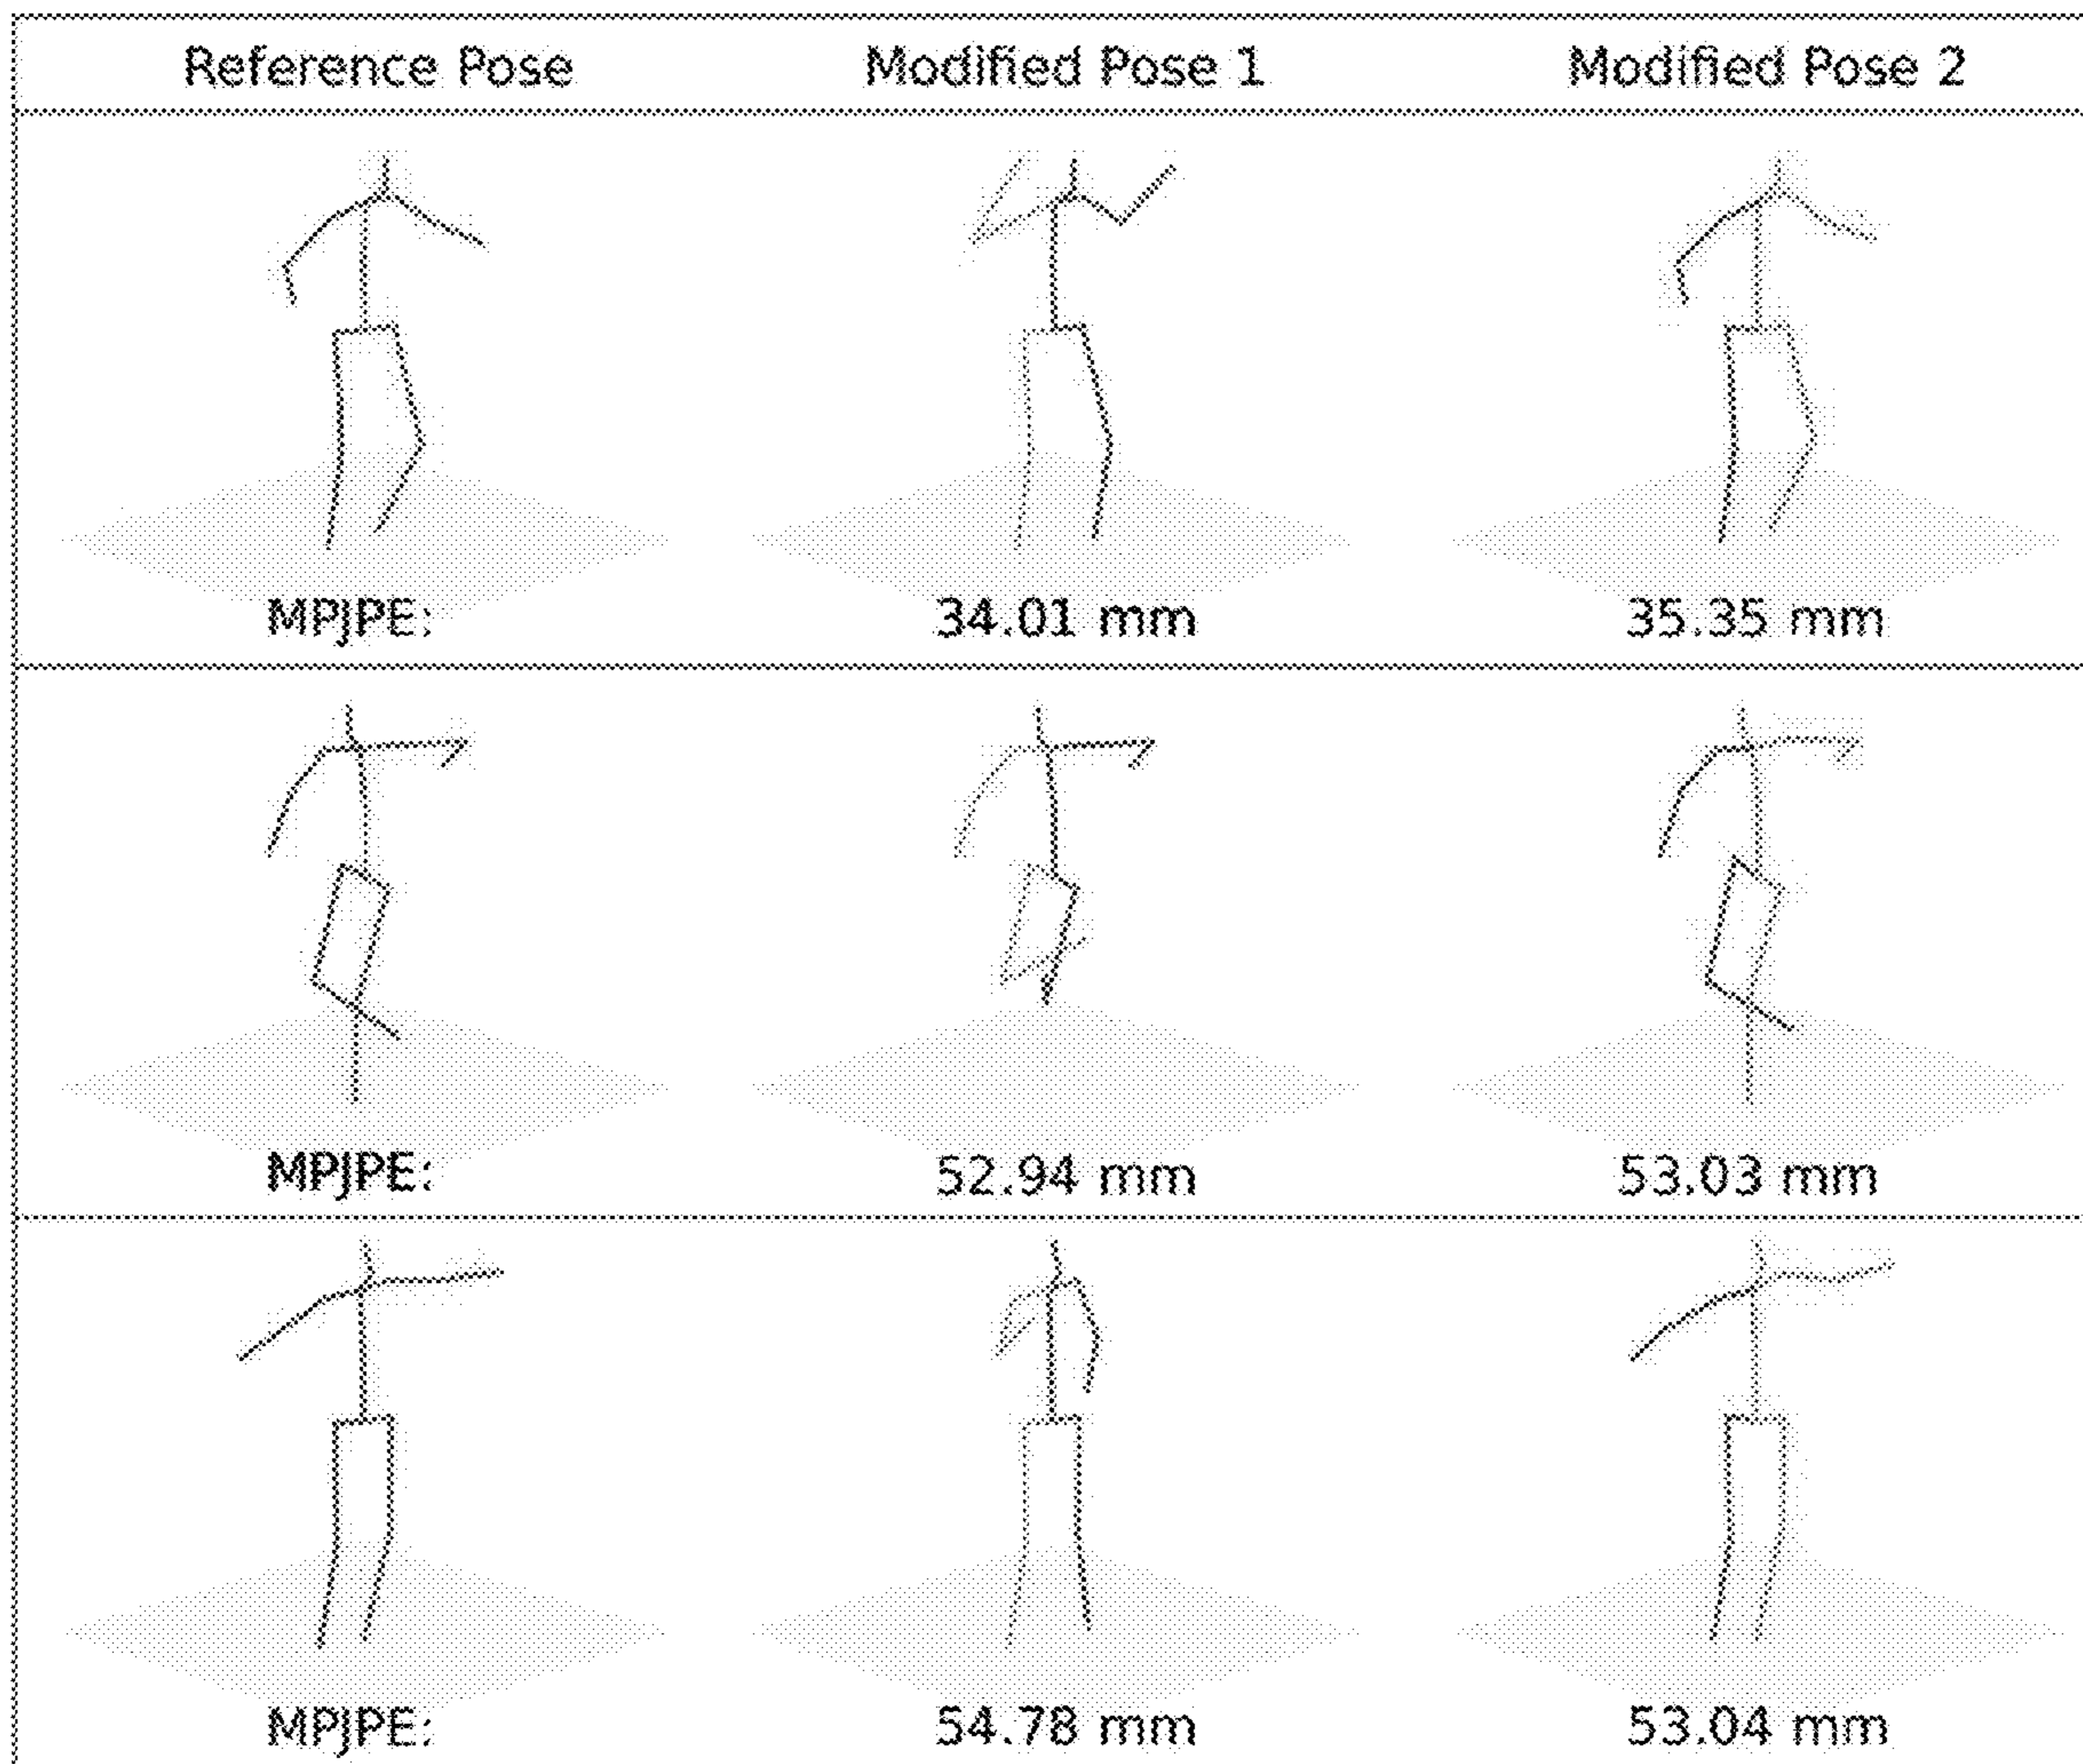 Reference Pose Modified Pose 1 Modified Pose 2
MPJPE: 34.01 mm 35.35 mm
MPJPE: 52.94 mm 53.03 mm
MPJPE: 54.78 mm 53.04 mm